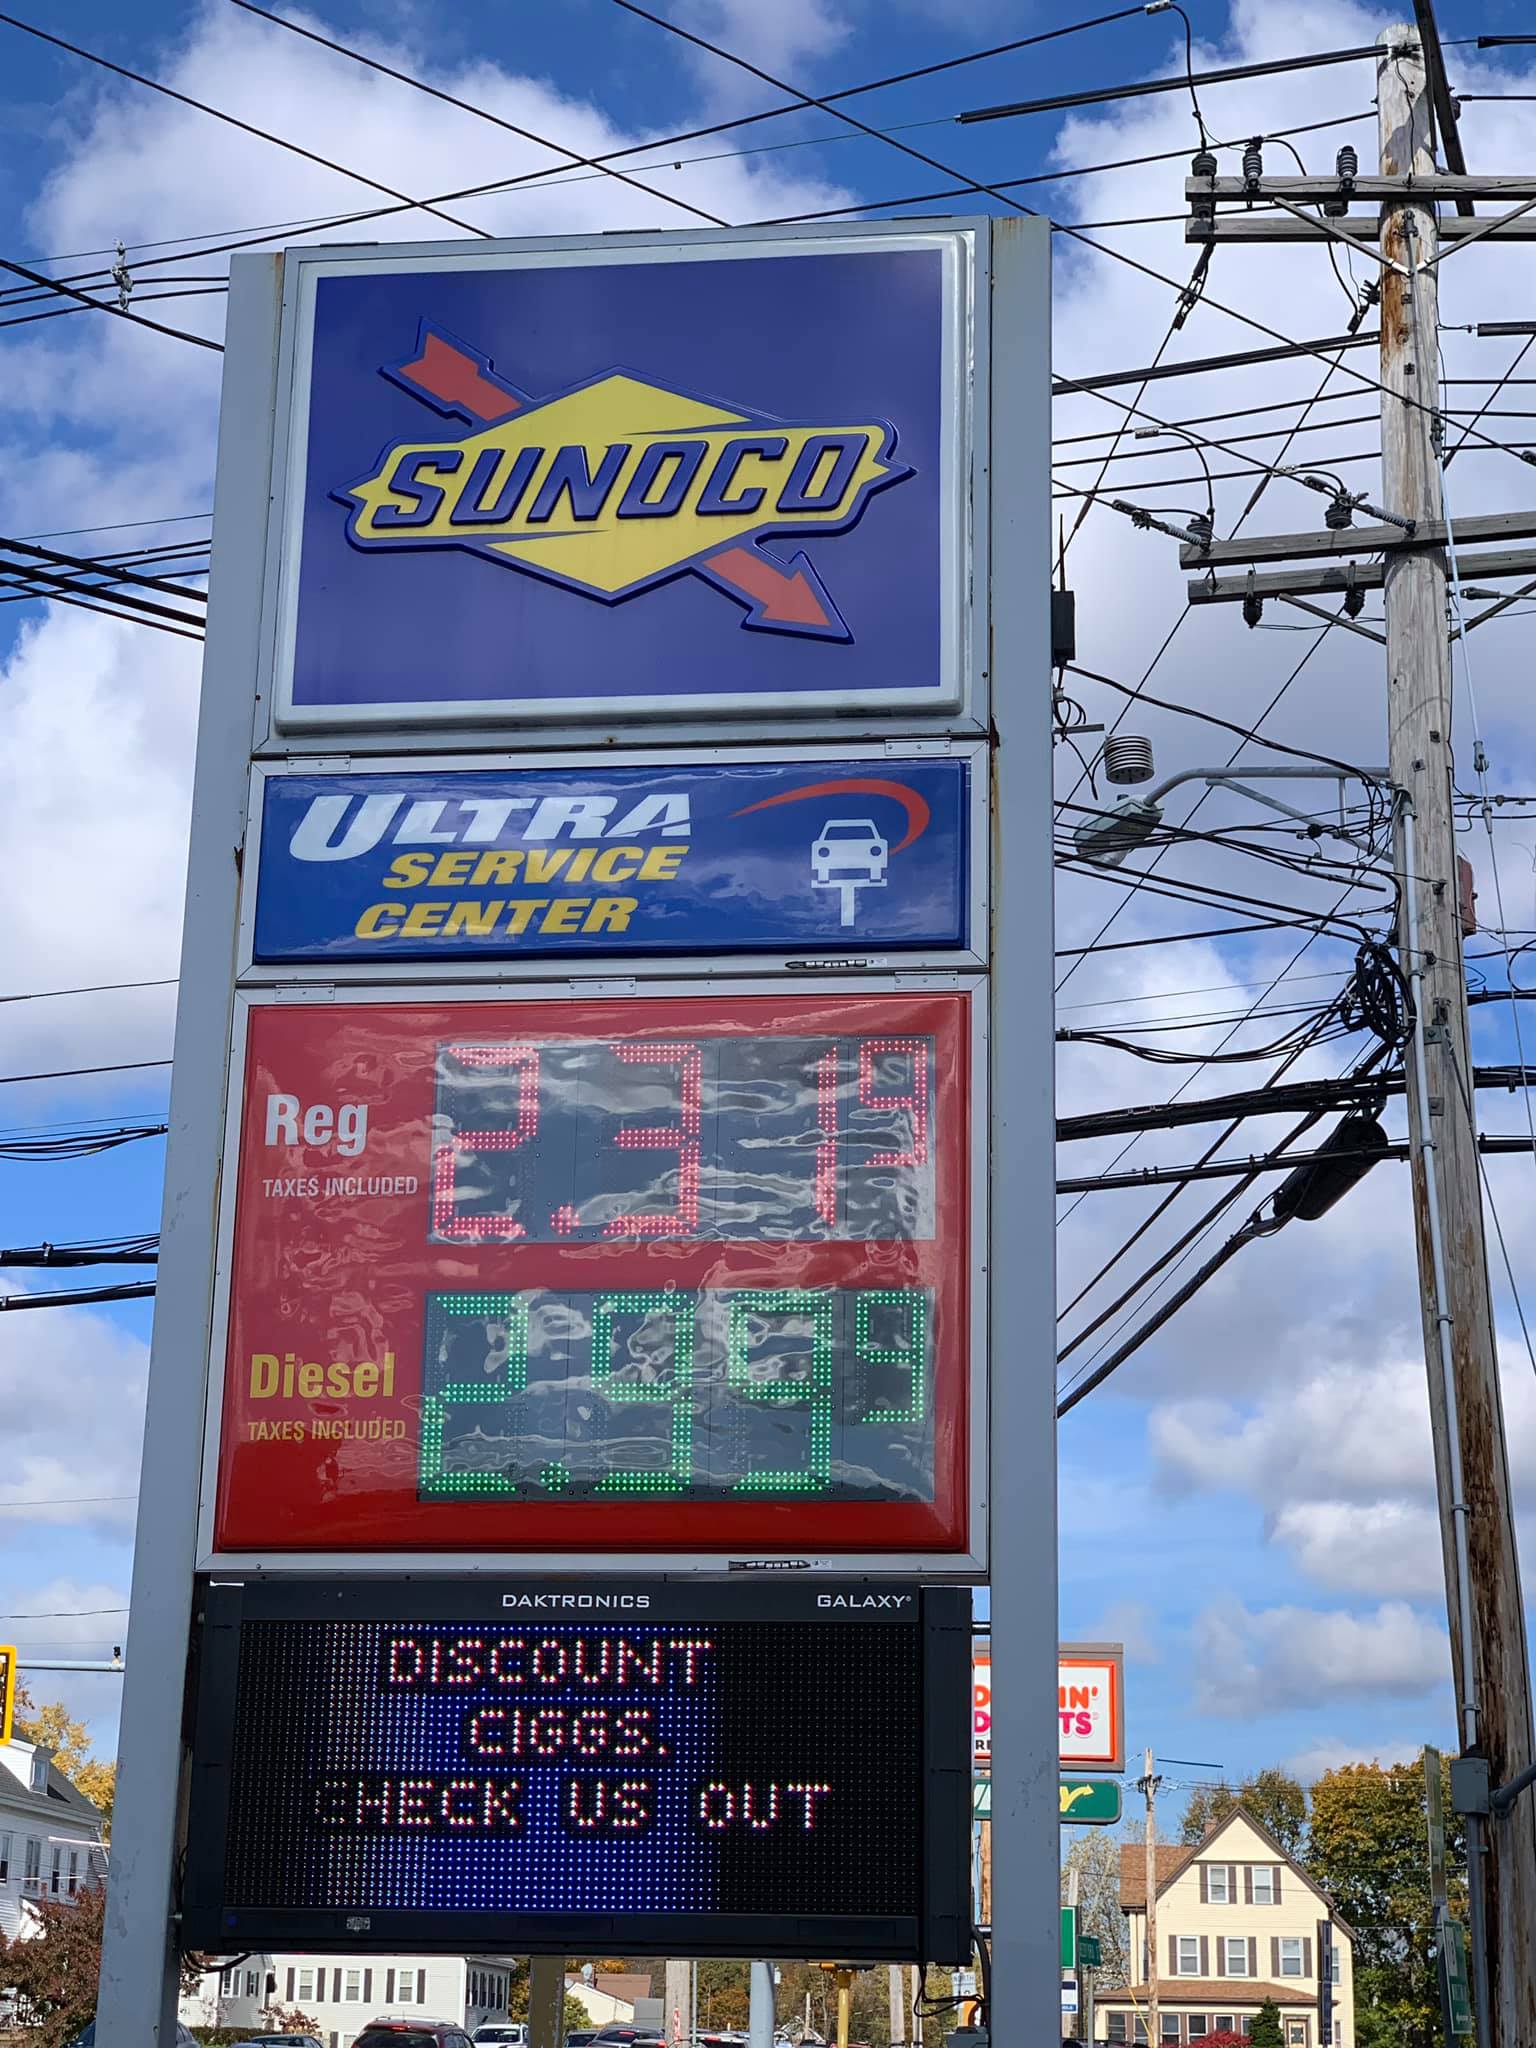 SUNOCO
ULTRA
SERVICE
CENTER
Reg
TAXES INCLUDED
2.319
Diesel
TAXES INCLUDED
2.999
DAKTRONICS GALAXY®
DISCOUNT
CIGGS.
CHECK US OUT